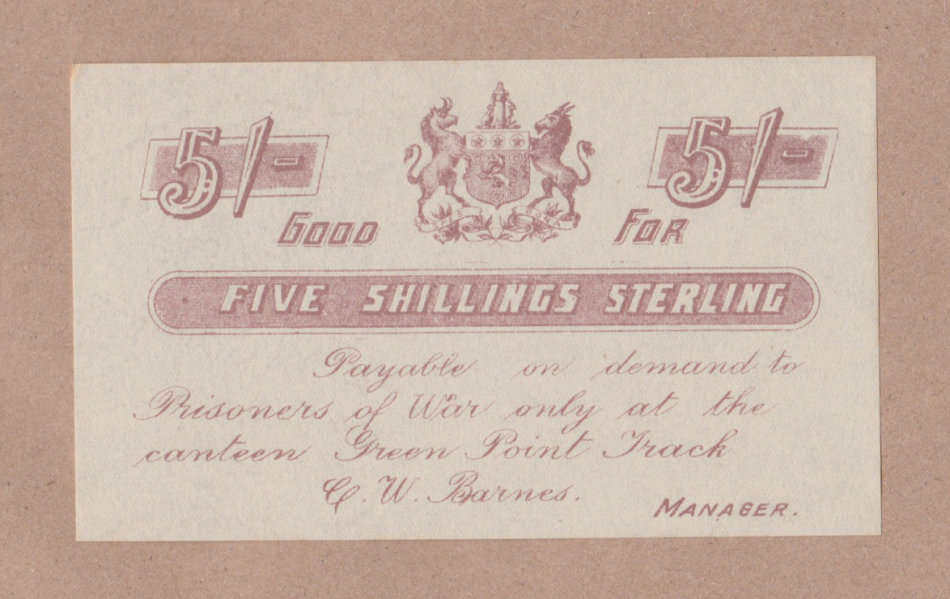 5/- 5/-
GOOD FOR
FIVE SHILLINGS STERLING
Payable on demand to
Prisoners of War only at the
canteen Green Point Track
C. W. Barnes.
MANAGER.